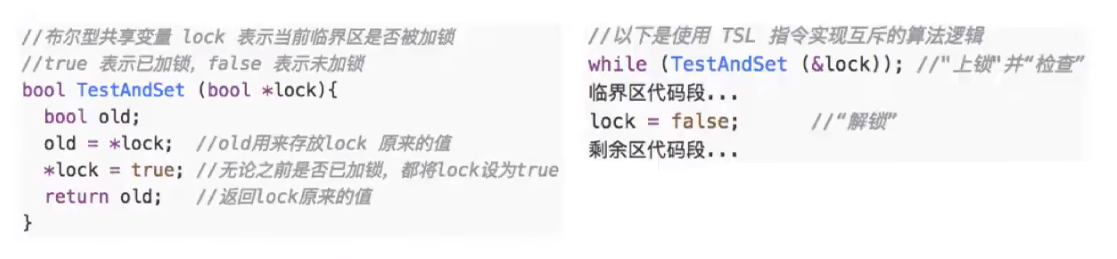 //布尔型共享变量 lock 表示当前临界区是否被加锁
//true 表示已加锁，false 表示未加锁
bool TestAndSet (bool *lock){
  bool old;
  old = *lock;  //old用来存放lock 原来的值
  *lock = true; //无论之前是否已加锁，都将lock设为true
  return old;   //返回lock原来的值
}
//以下是使用 TSL 指令实现互斥的算法逻辑
while (TestAndSet (&lock)); //"上锁"并“检查”
临界区代码段...
lock = false;       //“解锁”
剩余区代码段...